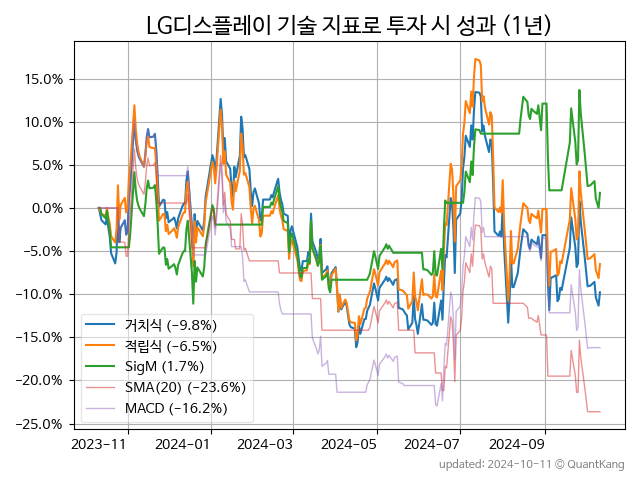 LG디스플레이 기술 지표로 투자 시 성과 (1년)
15.0%
10.0%
5.0%
0.0%
−5.0%
−10.0%
−15.0%
−20.0%
−25.0%
거치식 (−9.8%)
적립식 (−6.5%)
SigM (1.7%)
SMA(20) (−23.6%)
MACD (−16.2%)
2023-11 2024-01 2024-03 2024-05 2024-07 2024-09
updated: 2024-10-11 © QuantKang